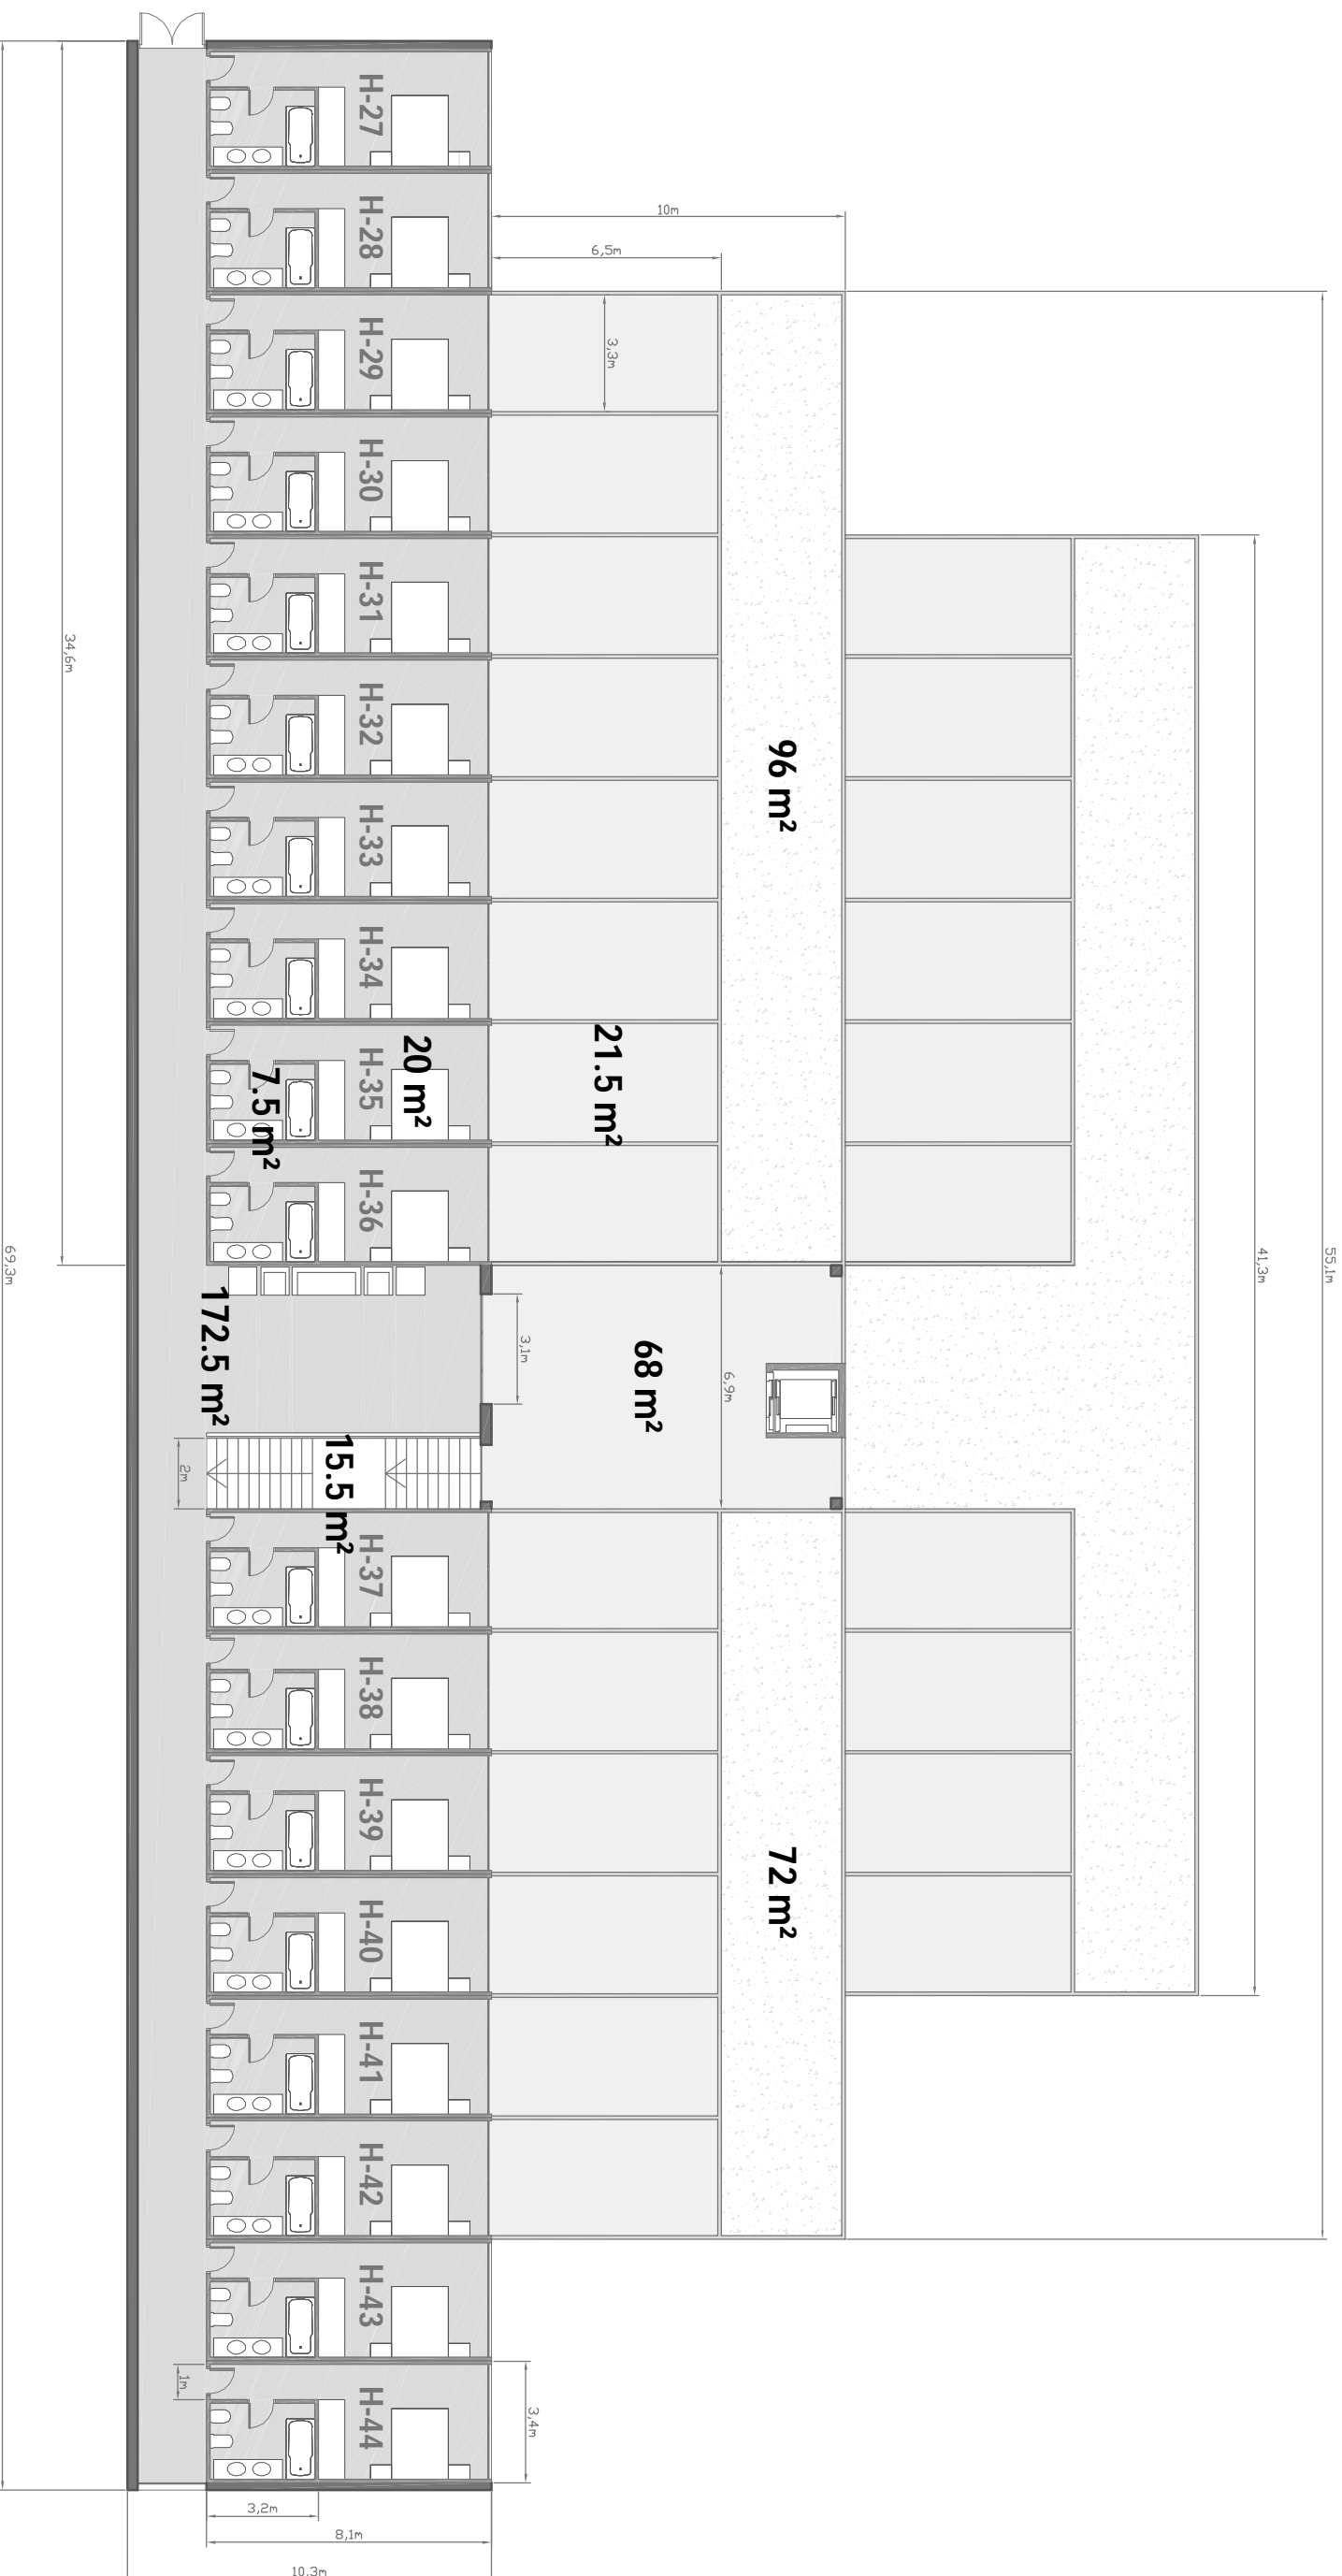 H-27
H-28
H-29
H-30
H-31
H-32
H-33
H-34
H-35
H-36
H-37
H-38
H-39
H-40
H-41
H-42
H-43
H-44
10m
6,5m
3,3m
34,6m
69,3m
55,1m
41,3m
96 m²
21.5 m²
20 m²
7.5 m²
172.5 m²
68 m²
15.5 m²
72 m²
3,1m
6,9m
2m
1m
3,4m
3,2m
8,1m
10,3m